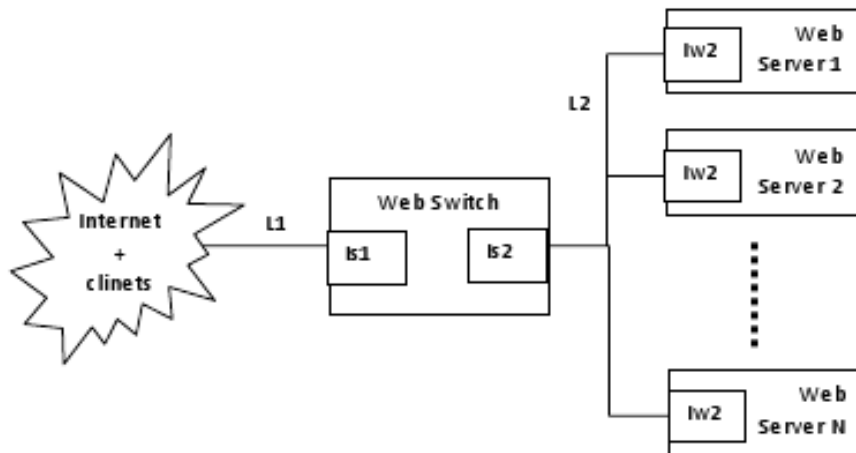 Internet
+
clinets
L1
Web Switch
Is1
Is2
L2
Iw2
Web
Server 1
Iw2
Web
Server 2
Iw2
Web
Server N